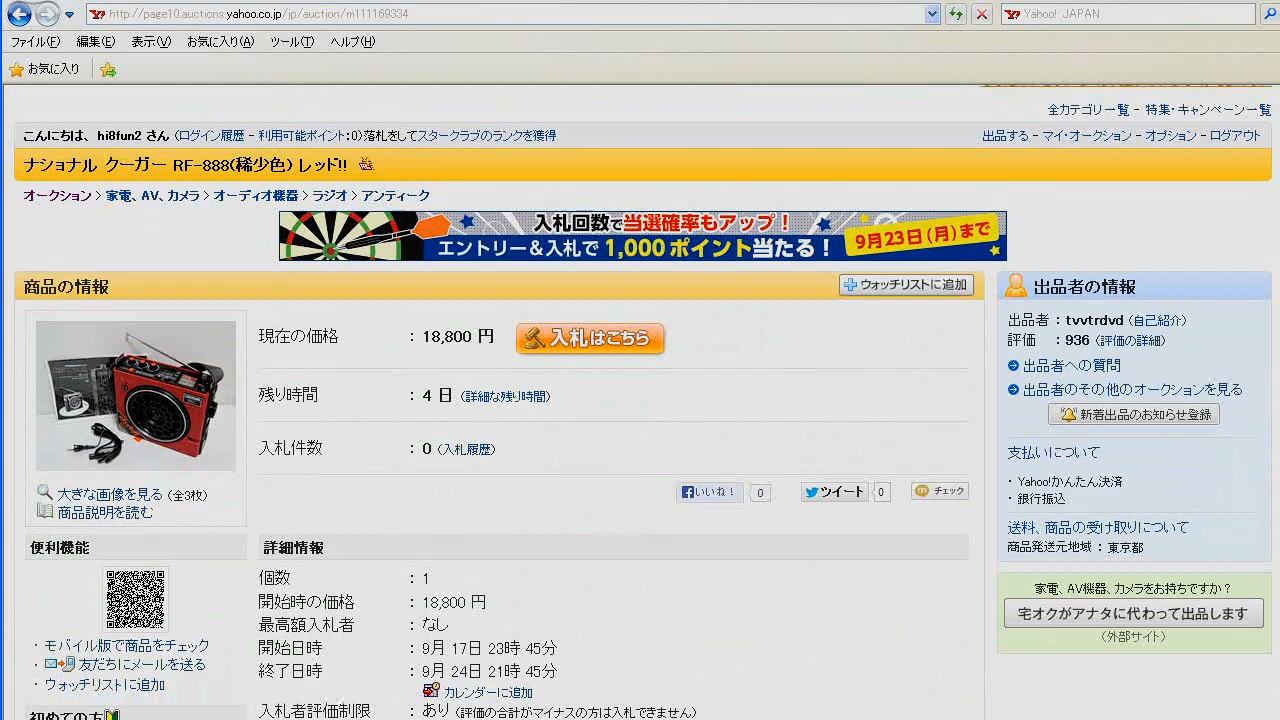 http://page10.auctions.yahoo.co.jp/jp/auction/m111169334
Yahoo! JAPAN
ファイル(F) 編集(E) 表示(V) お気に入り(A) ツール(T) ヘルプ(H)
お気に入り
全カテゴリ一覧 - 特集・キャンペーン一覧
こんにちは、hi8fun2 さん (ログイン履歴 - 利用可能ポイント:0)落札をしてスタークラブのランクを獲得
出品する - マイ・オークション - オプション - ログアウト
ナショナル クーガー RF-888(稀少色) レッド!!
オークション > 家電、AV、カメラ > オーディオ機器 > ラジオ > アンティーク
入札回数で当選確率もアップ!
エントリー&入札で 1,000 ポイント当たる!
9月23日(月)まで
商品の情報
ウォッチリストに追加
現在の価格 : 18,800 円
入札はこちら
残り時間 : 4 日 (詳細な残り時間)
入札件数 : 0 (入札履歴)
いいね! 0
ツイート 0
チェック
大きな画像を見る (全3枚)
商品説明を読む
便利機能
・モバイル版で商品をチェック
・友だちにメールを送る
・ウォッチリストに追加
初めての方
詳細情報
個数 : 1
開始時の価格 : 18,800 円
最高額入札者 : なし
開始日時 : 9月 17日 23時 45分
終了日時 : 9月 24日 21時 45分
カレンダーに追加
入札者評価制限 : あり (評価の合計がマイナスの方は入札できません)
出品者の情報
出品者 : tvvtrdvd (自己紹介)
評価 : 936 (評価の詳細)
出品者への質問
出品者のその他のオークションを見る
新着出品のお知らせ登録
支払いについて
・Yahoo!かんたん決済
・銀行振込
送料、商品の受け取りについて
商品発送元地域 : 東京都
家電、AV機器、カメラをお持ちですか?
宅オクがアナタに代わって出品します
(外部サイト)